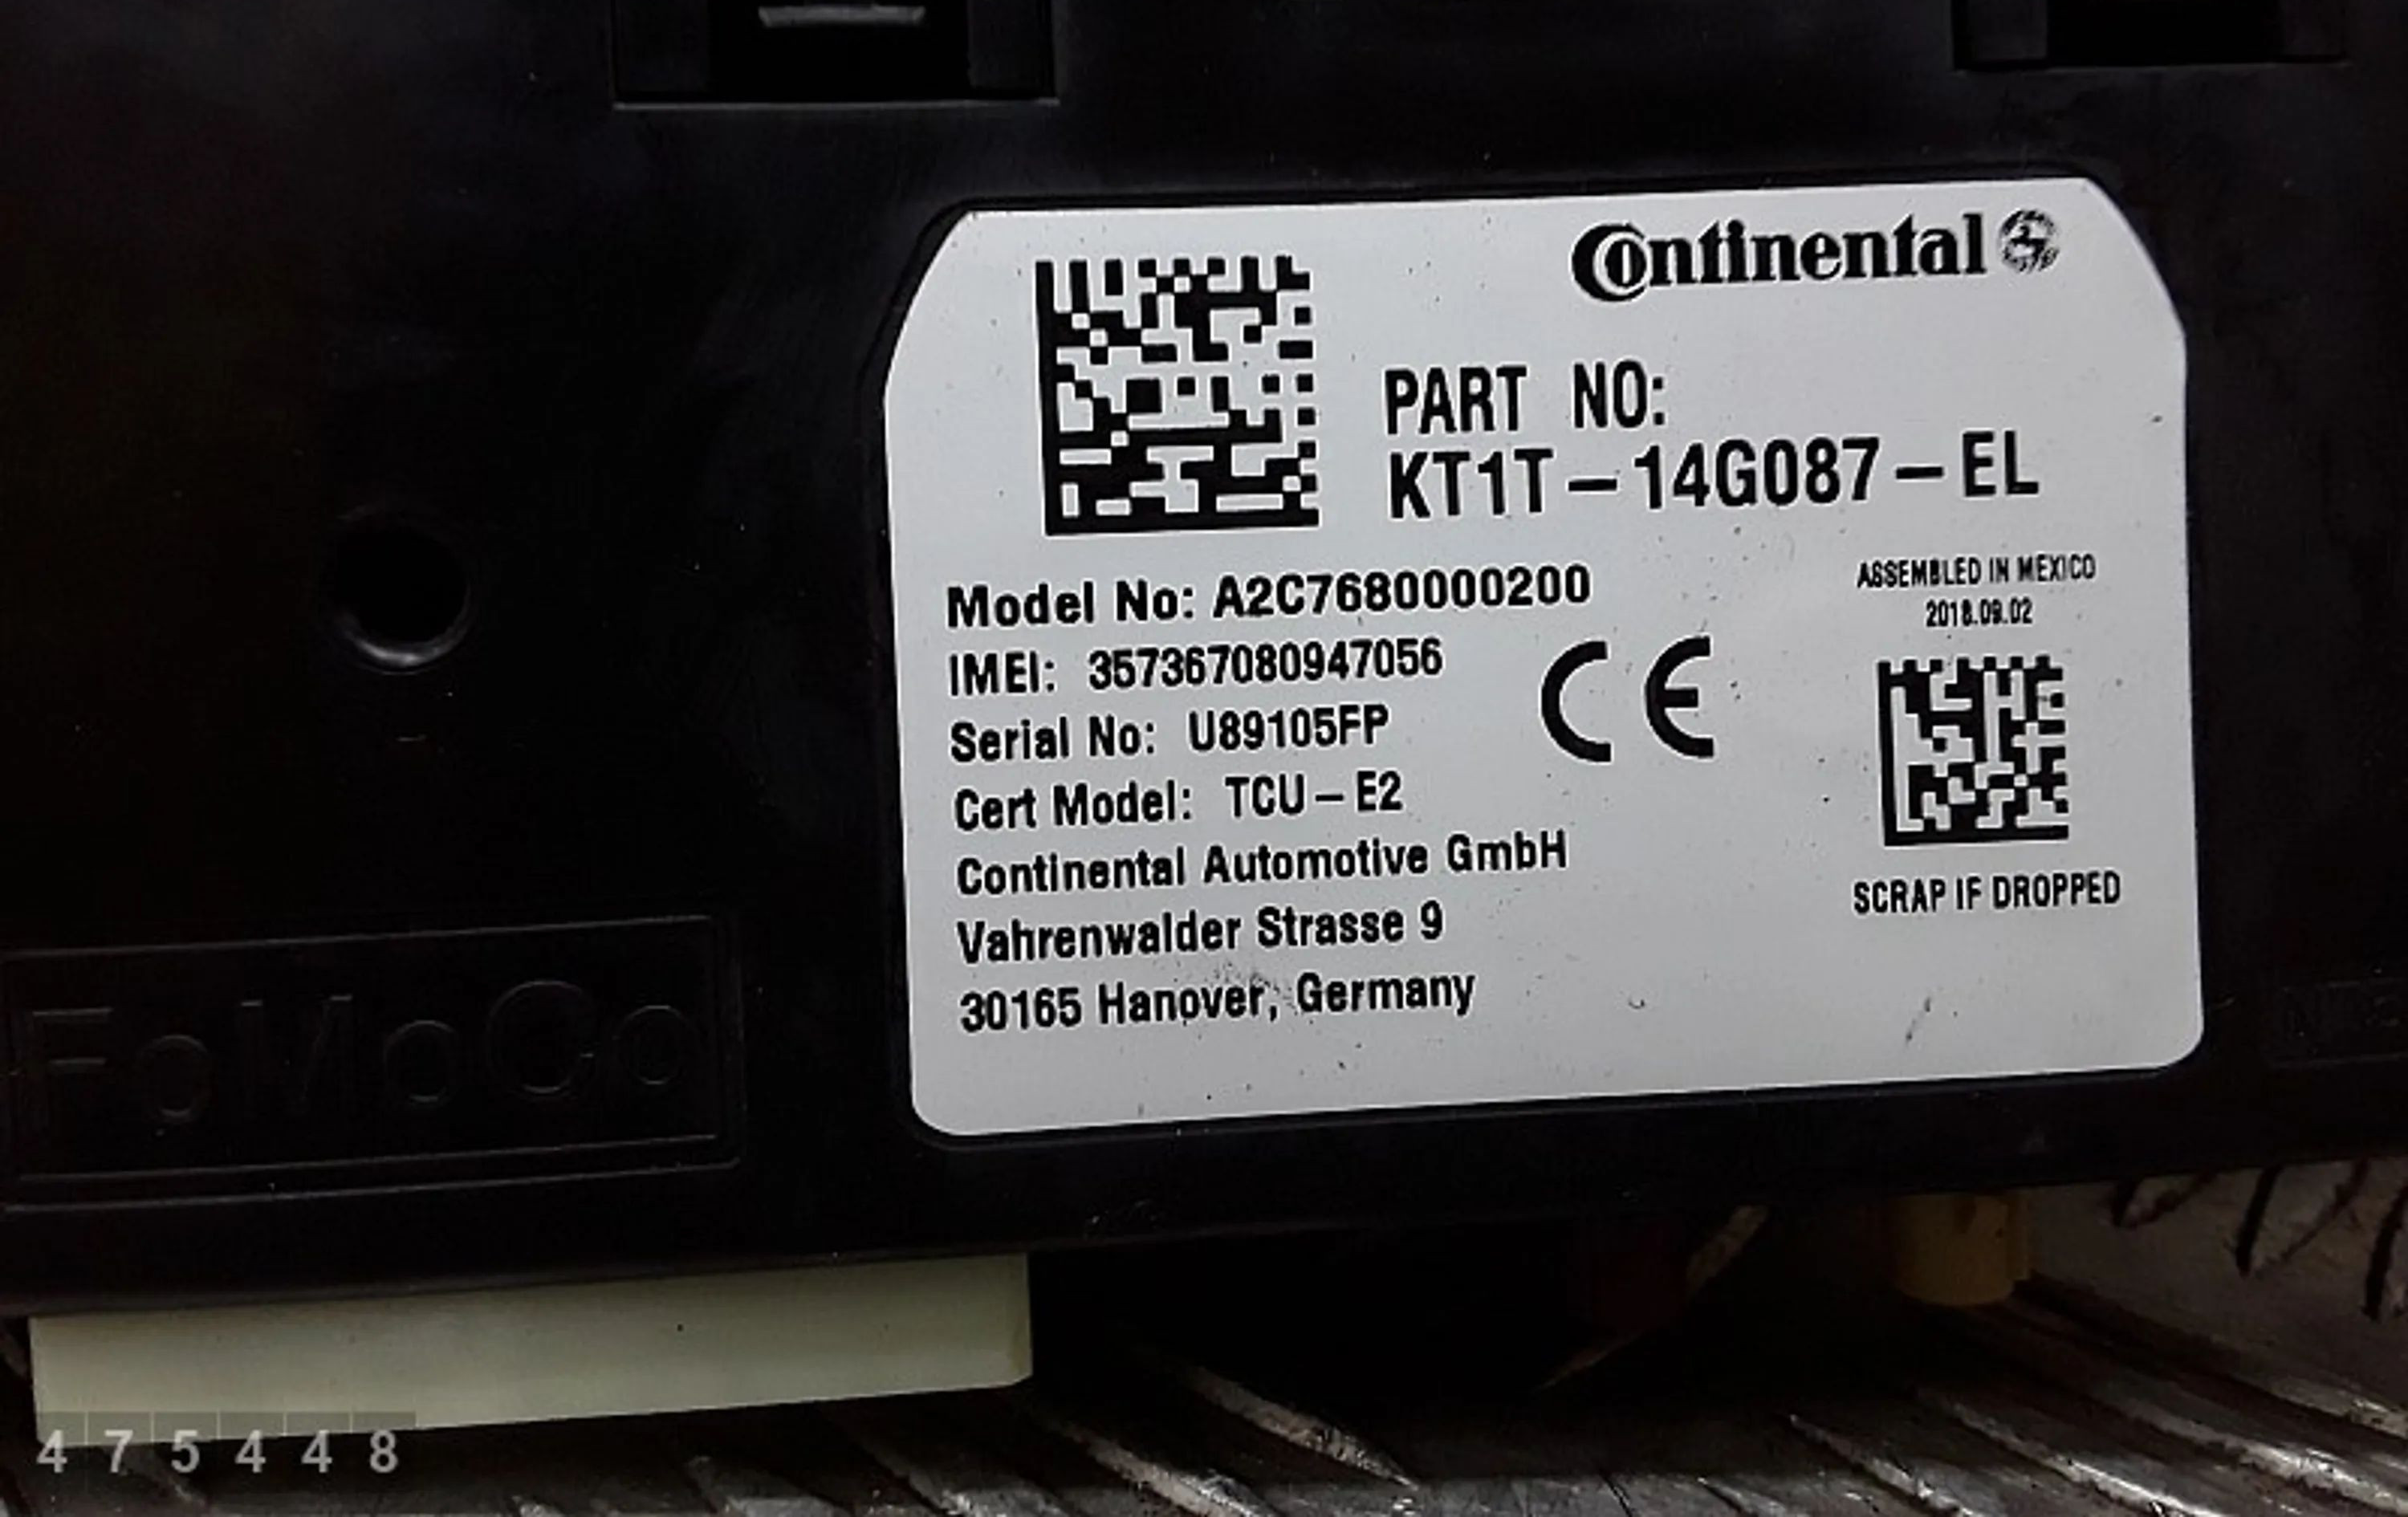 Continental
PART NO:
KT1T-14G087-EL
Model No: A2C7680000200
IMEI: 357367080947056
Serial No: U89105FP
Cert Model: TCU-E2
Continental Automotive GmbH
Vahrenwalder Strasse 9
30165 Hanover, Germany
CE
ASSEMBLED IN MEXICO
2018.09.02
SCRAP IF DROPPED
FoMoCo
475448